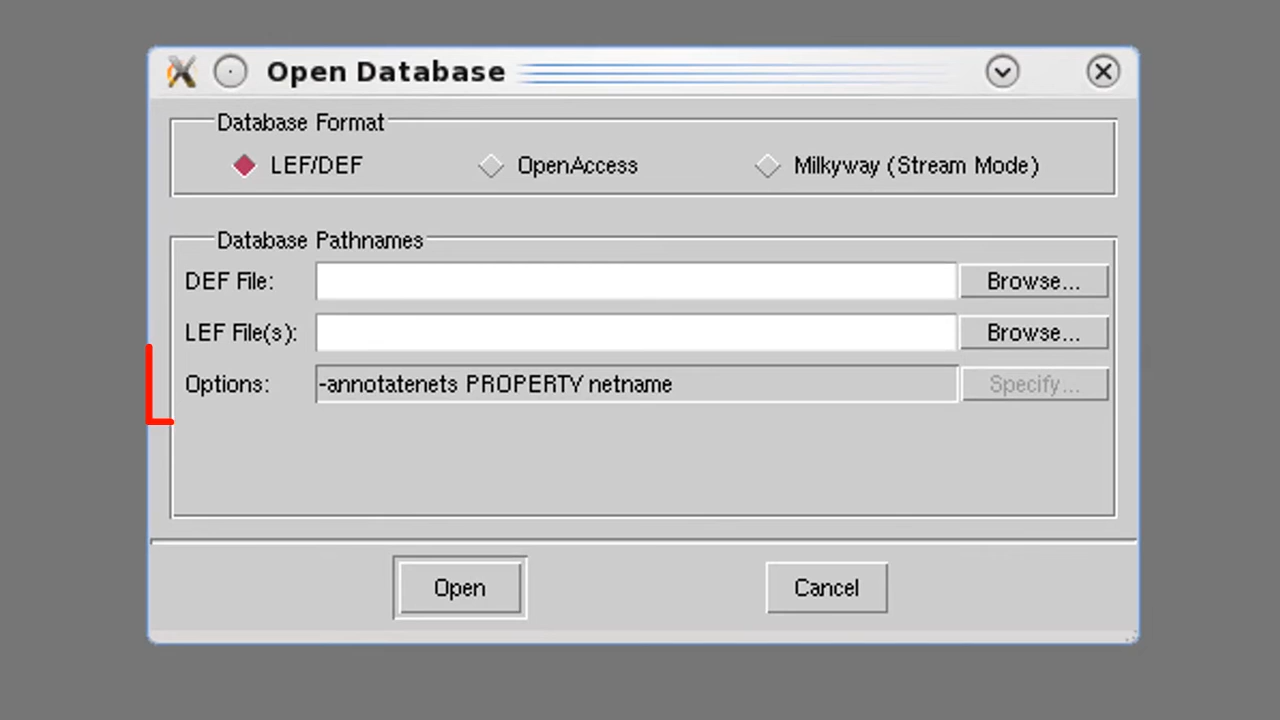 Open Database
Database Format
LEF/DEF OpenAccess Milkyway (Stream Mode)
Database Pathnames
DEF File: Browse...
LEF File(s): Browse...
Options: -annotatenets PROPERTY netname Specify...
Open Cancel